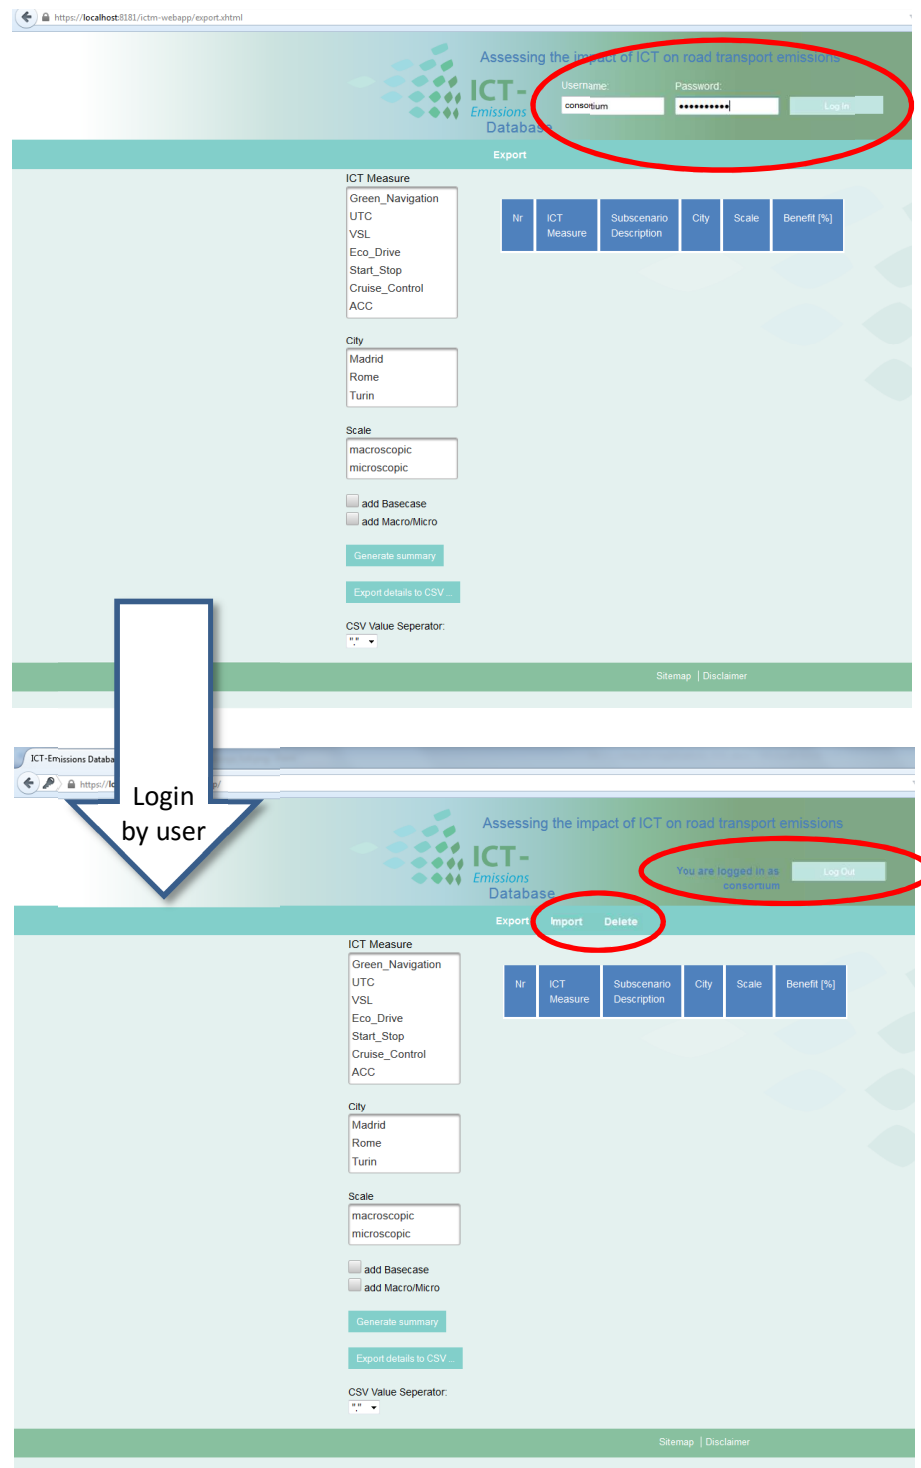 https://localhost:8181/ictm-webapp/export.xhtml
Assessing the impact of ICT on road transport emissions
ICT-
Emissions
Database
Username:
Password:
consortium
••••••••••
Log In
Export
ICT Measure
Green_Navigation
UTC
VSL
Eco_Drive
Start_Stop
Cruise_Control
ACC
Nr
ICT Measure
Subscenario Description
City
Scale
Benefit [%]
City
Madrid
Rome
Turin
Scale
macroscopic
microscopic
add Basecase
add Macro/Micro
Generate summary
Export details to CSV ...
CSV Value Seperator:
Sitemap | Disclaimer
Login
by user
ICT-Emissions Databa
https://lo
p/
Assessing the impact of ICT on road transport emissions
ICT-
Emissions
Database
You are logged in as
consortium
Log Out
Export Import Delete
ICT Measure
Green_Navigation
UTC
VSL
Eco_Drive
Start_Stop
Cruise_Control
ACC
Nr
ICT Measure
Subscenario Description
City
Scale
Benefit [%]
City
Madrid
Rome
Turin
Scale
macroscopic
microscopic
add Basecase
add Macro/Micro
Generate summary
Export details to CSV ...
CSV Value Seperator:
Sitemap | Disclaimer